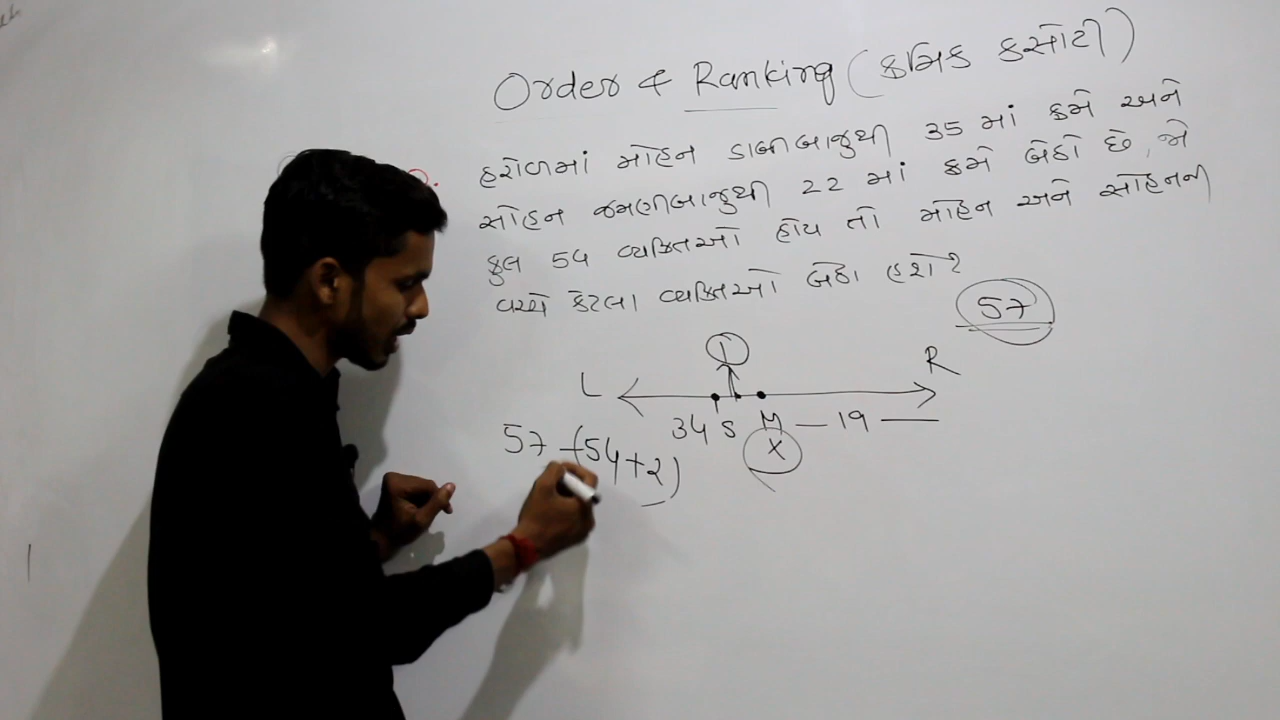 Order & Ranking (ક્રમિક કસોટી)
હરોળમાં મોહન ડાબીબાજુથી 35 માં ક્રમે અને
સોહન જમણીબાજુથી 22 માં ક્રમે બેઠો છે, જો
કુલ 54 વ્યક્તિઓ હોય તો મોહન અને સોહનની
વચ્ચે કેટલા વ્યક્તિઓ બેઠા હશે?
57
1
L R
34 S M — 19 —
X
57 - (54+2)